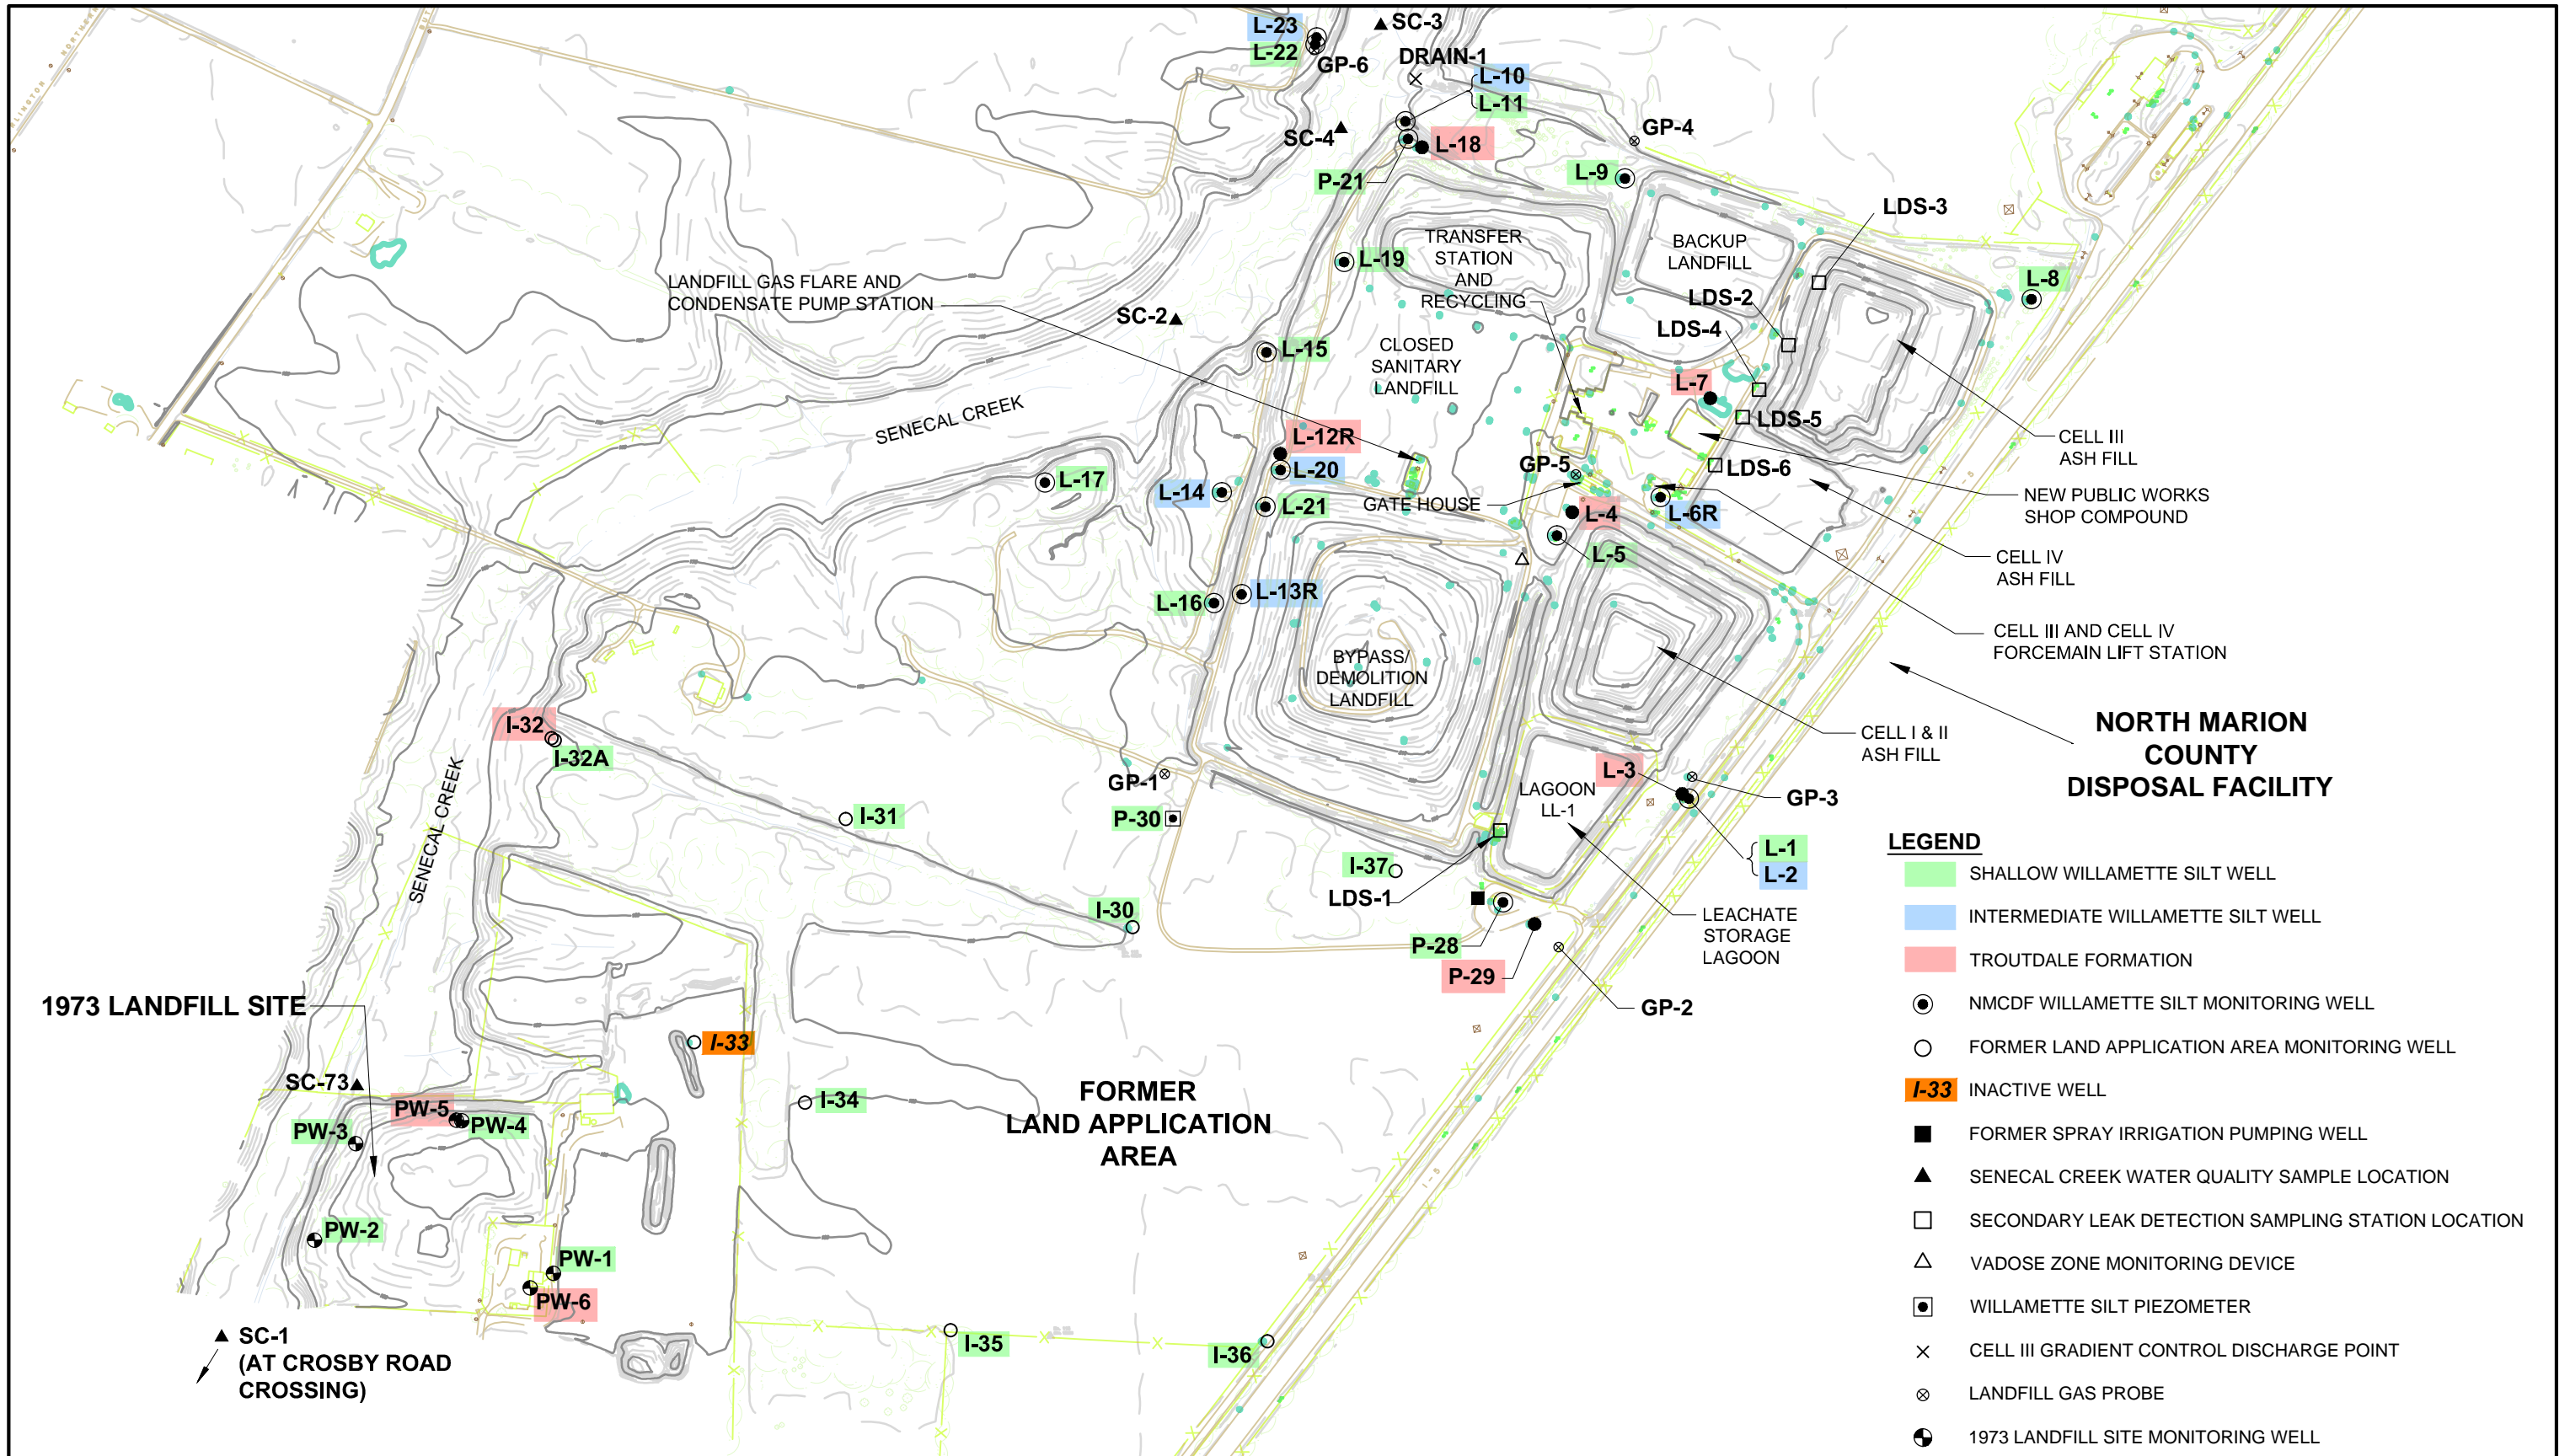 L-23
L-22
GP-6
SC-3
DRAIN-1
L-10
L-11
SC-4
L-18
P-21
GP-4
L-9
LDS-3
L-8
TRANSFER
STATION
AND
RECYCLING
BACKUP
LANDFILL
L-19
LANDFILL GAS FLARE AND
CONDENSATE PUMP STATION
SC-2
LDS-2
LDS-4
L-15
CLOSED
SANITARY
LANDFILL
L-7
SENECAL CREEK
LDS-5
L-12R
CELL III
ASH FILL
L-20
GP-5
LDS-6
L-17
L-14
GATE HOUSE
L-21
L-4
L-6R
NEW PUBLIC WORKS
SHOP COMPOUND
L-5
CELL IV
ASH FILL
L-16
L-13R
CELL III AND CELL IV
FORCEMAIN LIFT STATION
BYPASS/
DEMOLITION
LANDFILL
I-32
I-32A
CELL I & II
ASH FILL
NORTH MARION
COUNTY
DISPOSAL FACILITY
SENECAL CREEK
GP-1
L-3
LAGOON
LL-1
GP-3
I-31
P-30
I-37
L-1
L-2
LDS-1
I-30
P-28
P-29
LEACHATE
STORAGE
LAGOON
GP-2
1973 LANDFILL SITE
I-33
SC-73
PW-5
PW-4
PW-3
I-34
FORMER
LAND APPLICATION
AREA
PW-2
PW-1
PW-6
SC-1
(AT CROSBY ROAD
CROSSING)
I-35
I-36
I - 5
LEGEND
SHALLOW WILLAMETTE SILT WELL
INTERMEDIATE WILLAMETTE SILT WELL
TROUTDALE FORMATION
NMCDF WILLAMETTE SILT MONITORING WELL
FORMER LAND APPLICATION AREA MONITORING WELL
I-33 INACTIVE WELL
FORMER SPRAY IRRIGATION PUMPING WELL
SENECAL CREEK WATER QUALITY SAMPLE LOCATION
SECONDARY LEAK DETECTION SAMPLING STATION LOCATION
VADOSE ZONE MONITORING DEVICE
WILLAMETTE SILT PIEZOMETER
CELL III GRADIENT CONTROL DISCHARGE POINT
LANDFILL GAS PROBE
1973 LANDFILL SITE MONITORING WELL